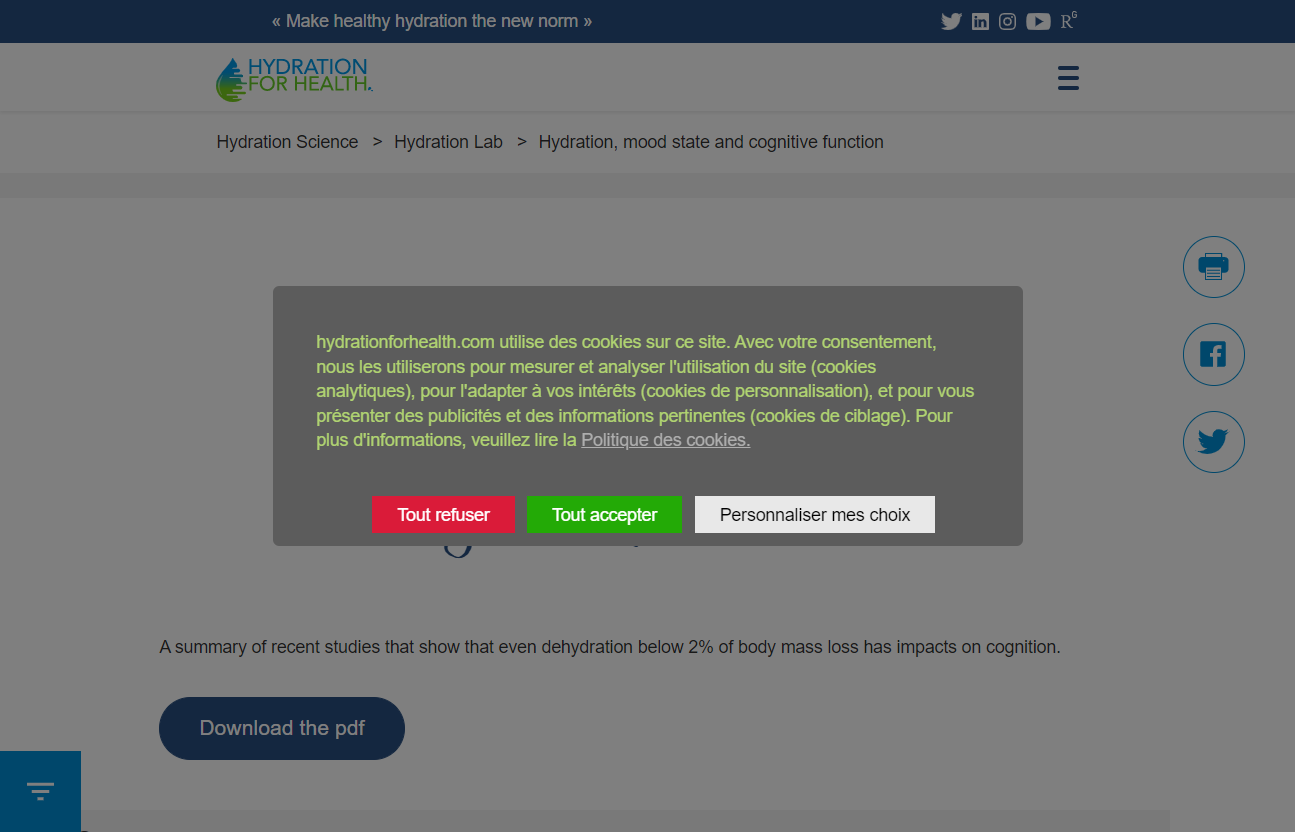 « Make healthy hydration the new norm »
HYDRATION
FOR HEALTH
Hydration Science > Hydration Lab > Hydration, mood state and cognitive function
hydrationforhealth.com utilise des cookies sur ce site. Avec votre consentement,
nous les utiliserons pour mesurer et analyser l'utilisation du site (cookies
analytiques), pour l'adapter à vos intérêts (cookies de personnalisation), et pour vous
présenter des publicités et des informations pertinentes (cookies de ciblage). Pour
plus d'informations, veuillez lire la Politique des cookies.
Tout refuser Tout accepter Personnaliser mes choix
A summary of recent studies that show that even dehydration below 2% of body mass loss has impacts on cognition.
Download the pdf